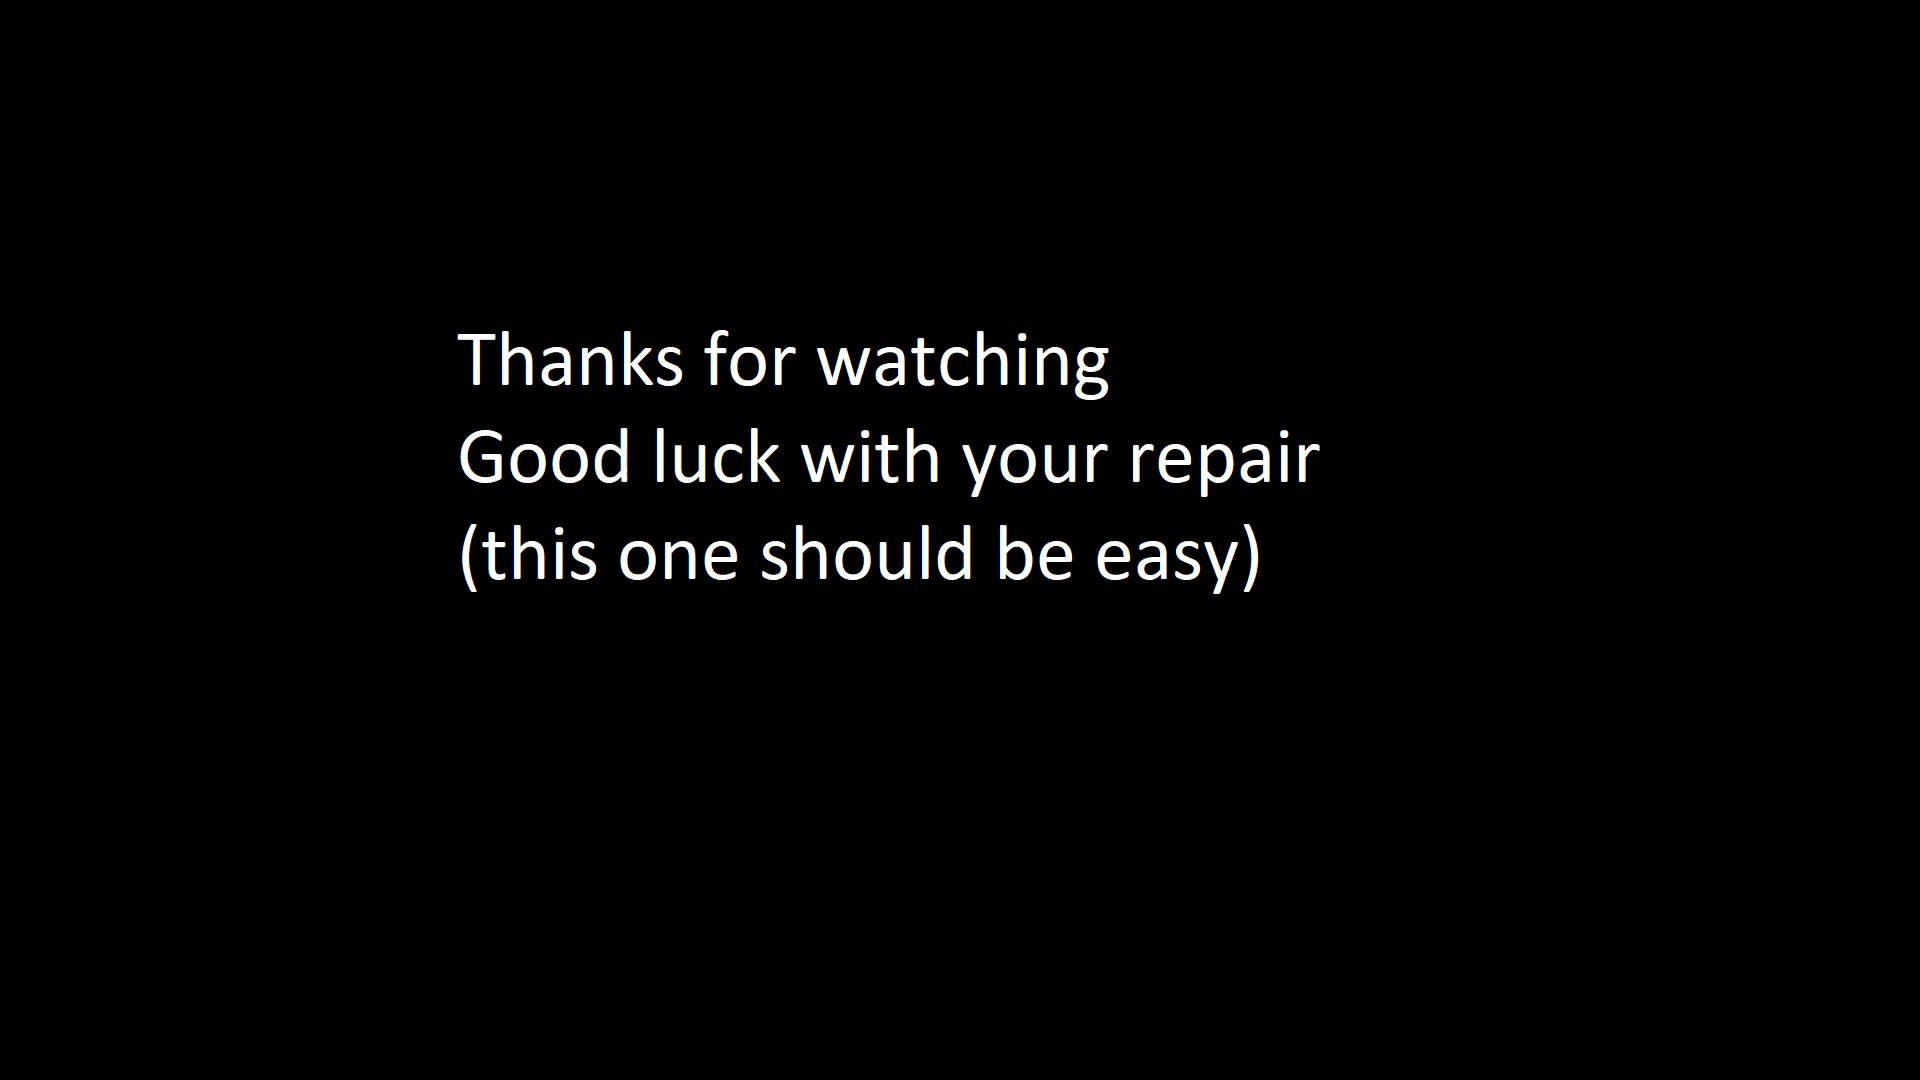 Thanks for watching
Good luck with your repair
(this one should be easy)